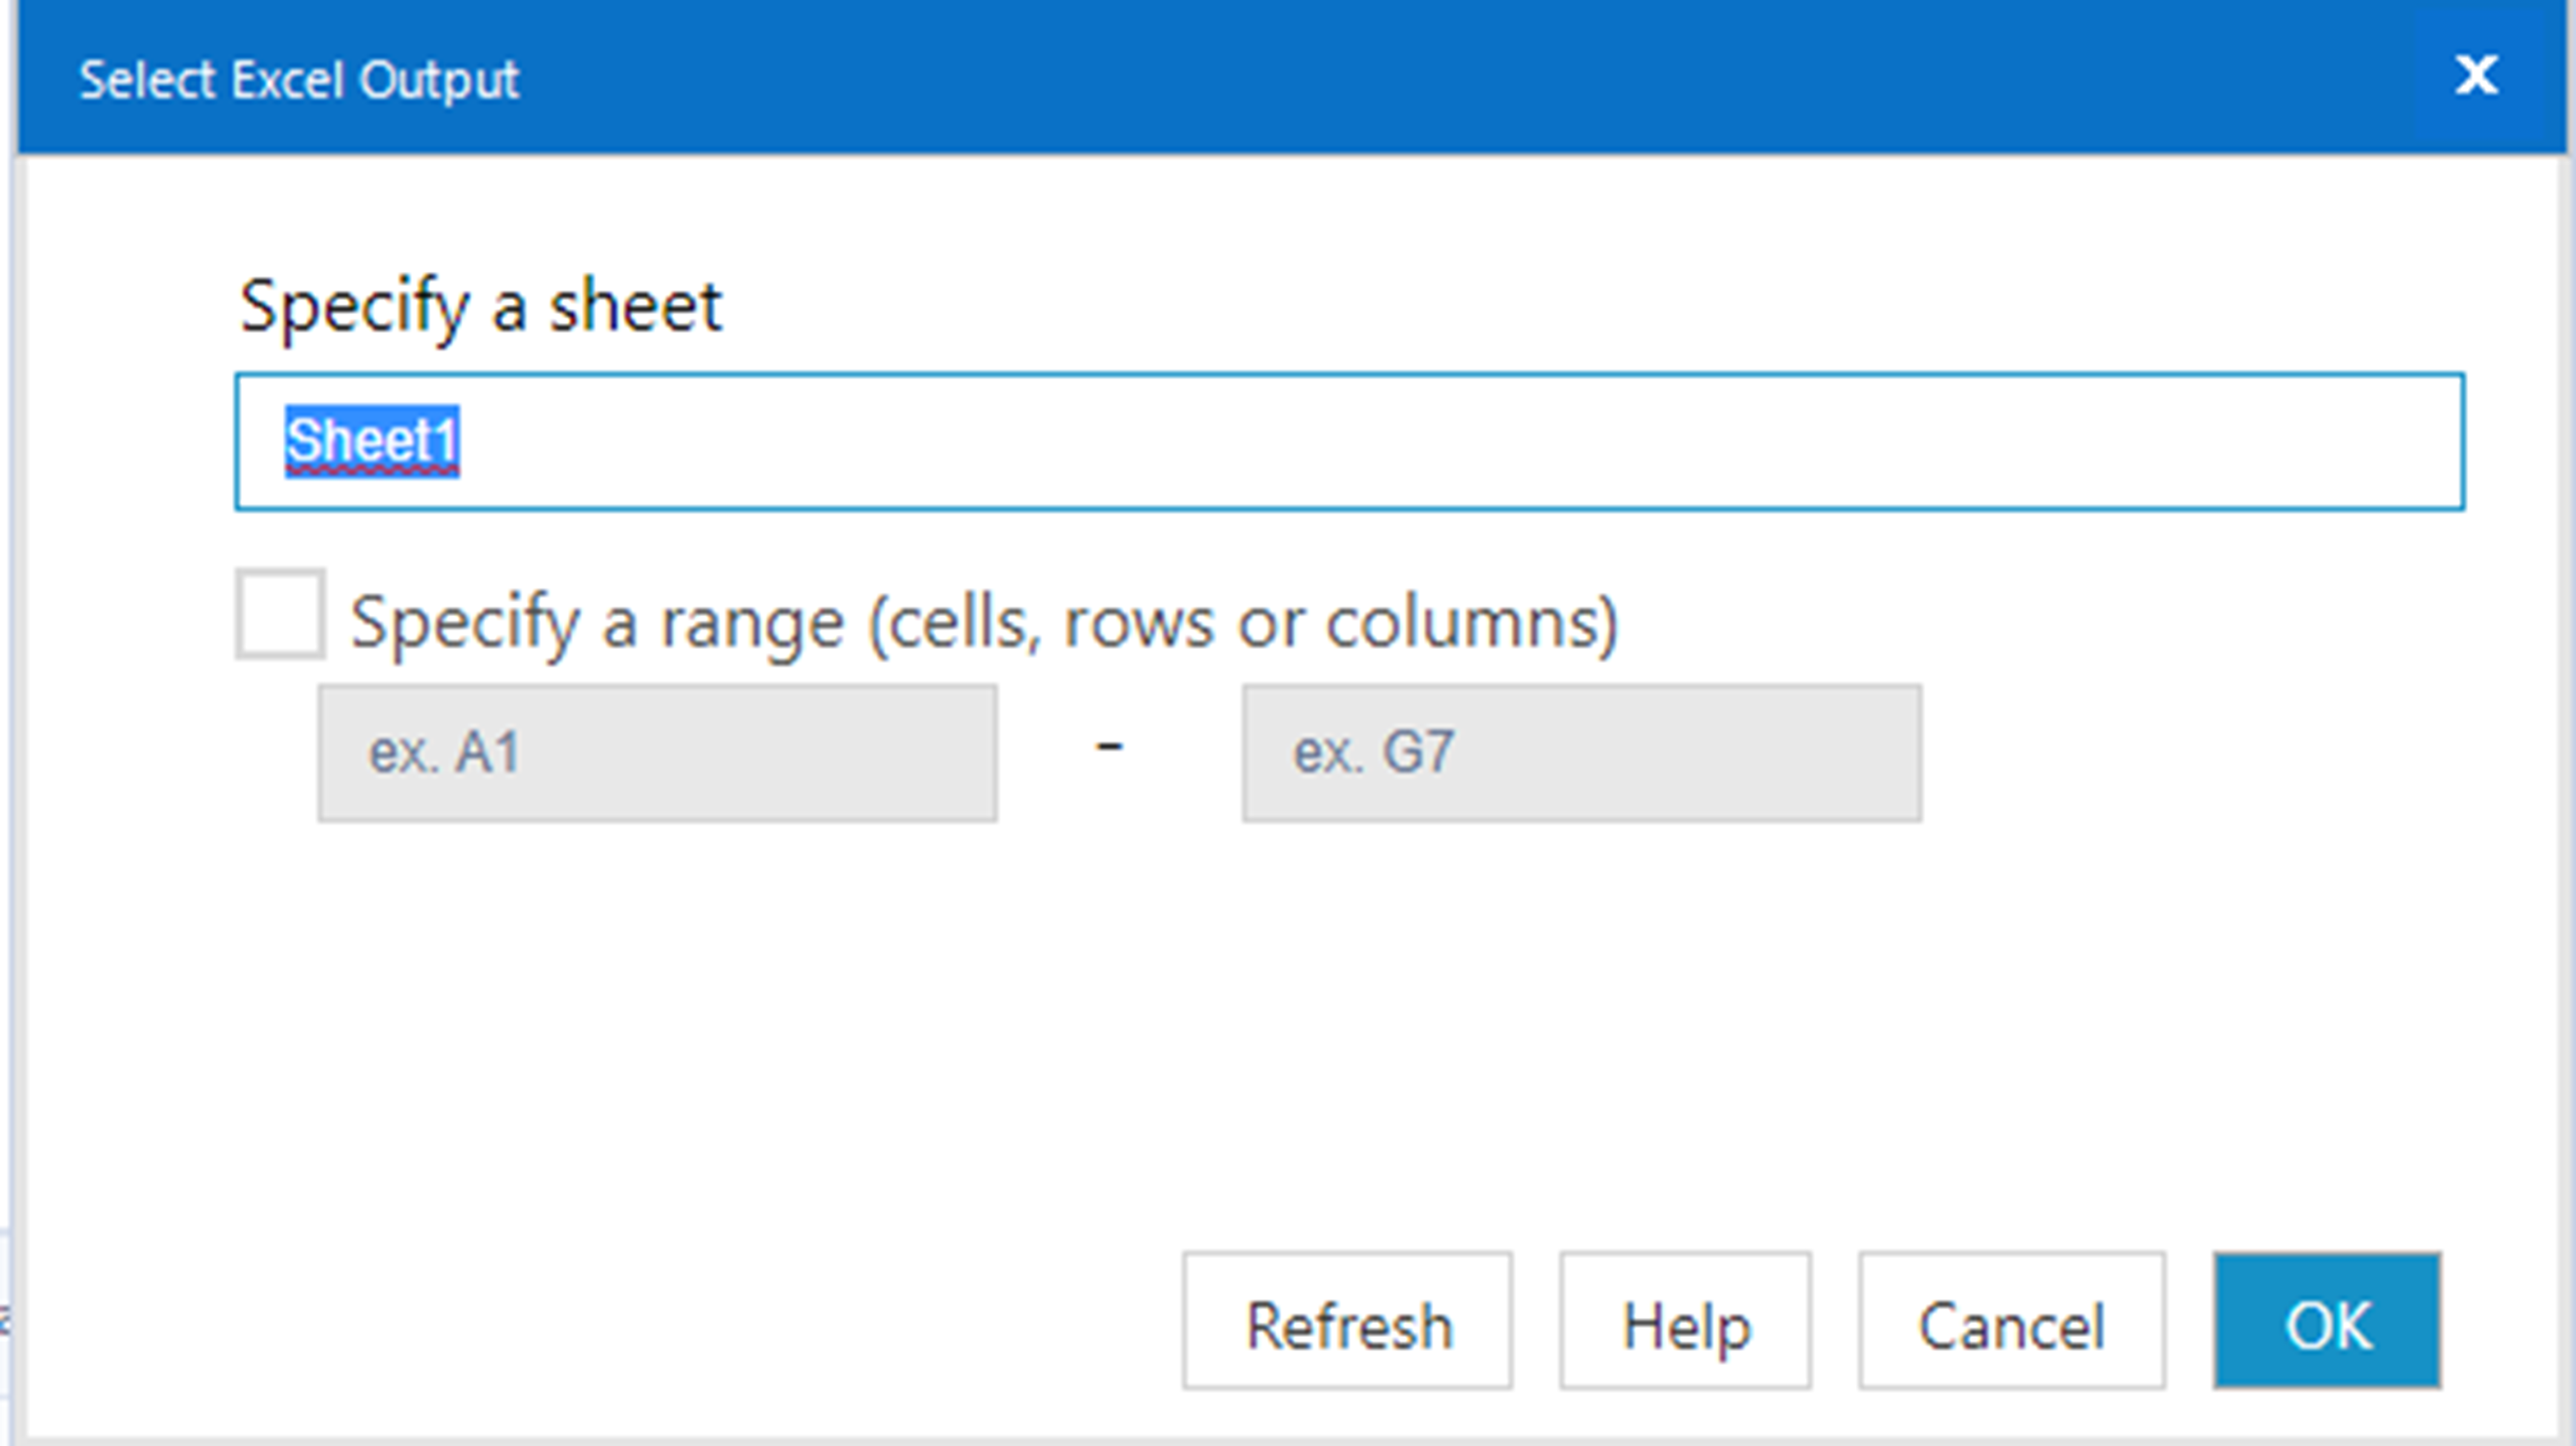 Select Excel Output
Specify a sheet
Sheet1
Specify a range (cells, rows or columns)
ex. A1 - ex. G7
Refresh Help Cancel OK